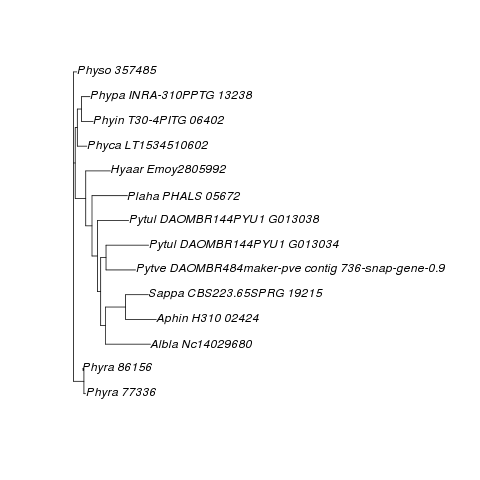 Physo 357485
Phypa INRA-310PPTG 13238
Phyin T30-4PITG 06402
Phyca LT1534510602
Hyaar Emoy2805992
Plaha PHALS 05672
Pytul DAOMBR144PYU1 G013038
Pytul DAOMBR144PYU1 G013034
Pytve DAOMBR484maker-pve contig 736-snap-gene-0.9
Sappa CBS223.65SPRG 19215
Aphin H310 02424
Albla Nc14029680
Phyra 86156
Phyra 77336